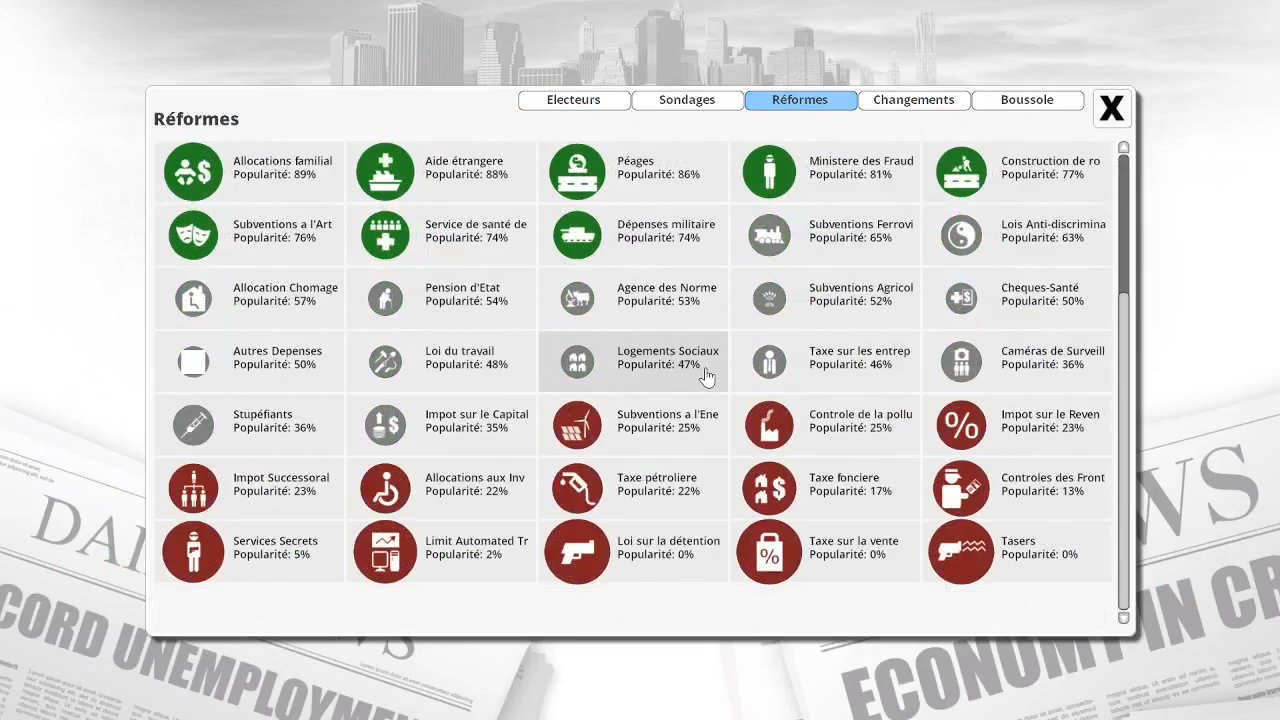 Electeurs
Sondages
Réformes
Changements
Boussole
X
Réformes
Allocations familial
Popularité: 89%
Aide étrangere
Popularité: 88%
Péages
Popularité: 86%
Ministere des Fraud
Popularité: 81%
Construction de ro
Popularité: 77%
Subventions a l'Art
Popularité: 76%
Service de santé de
Popularité: 74%
Dépenses militaire
Popularité: 74%
Subventions Ferrovi
Popularité: 65%
Lois Anti-discrimina
Popularité: 63%
Allocation Chomage
Popularité: 57%
Pension d'Etat
Popularité: 54%
Agence des Norme
Popularité: 53%
Subventions Agricol
Popularité: 52%
Cheques-Santé
Popularité: 50%
Autres Depenses
Popularité: 50%
Loi du travail
Popularité: 48%
Logements Sociaux
Popularité: 47%
Taxe sur les entrep
Popularité: 46%
Caméras de Surveill
Popularité: 36%
Stupéfiants
Popularité: 36%
Impot sur le Capital
Popularité: 35%
Subventions a l'Ene
Popularité: 25%
Controle de la pollu
Popularité: 25%
Impot sur le Reven
Popularité: 23%
Impot Successoral
Popularité: 23%
Allocations aux Inv
Popularité: 22%
Taxe pétroliere
Popularité: 22%
Taxe fonciere
Popularité: 17%
Controles des Front
Popularité: 13%
Services Secrets
Popularité: 5%
Limit Automated Tr
Popularité: 2%
Loi sur la détention
Popularité: 0%
Taxe sur la vente
Popularité: 0%
Tasers
Popularité: 0%
DAI
WS
CORD UNEMPLOYME
ECONOMY IN CR